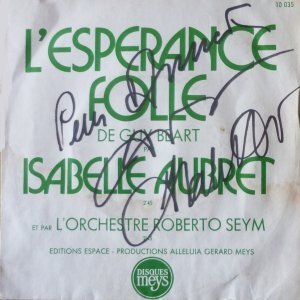 10 035
L'ESPERANCE
FOLLE
DE GUY BEART
PAR
ISABELLE AUBRET
2'45
ET PAR L'ORCHESTRE ROBERTO SEYM
EDITIONS ESPACE - PRODUCTIONS ALLELUIA GERARD MEYS
DISQUES
meys